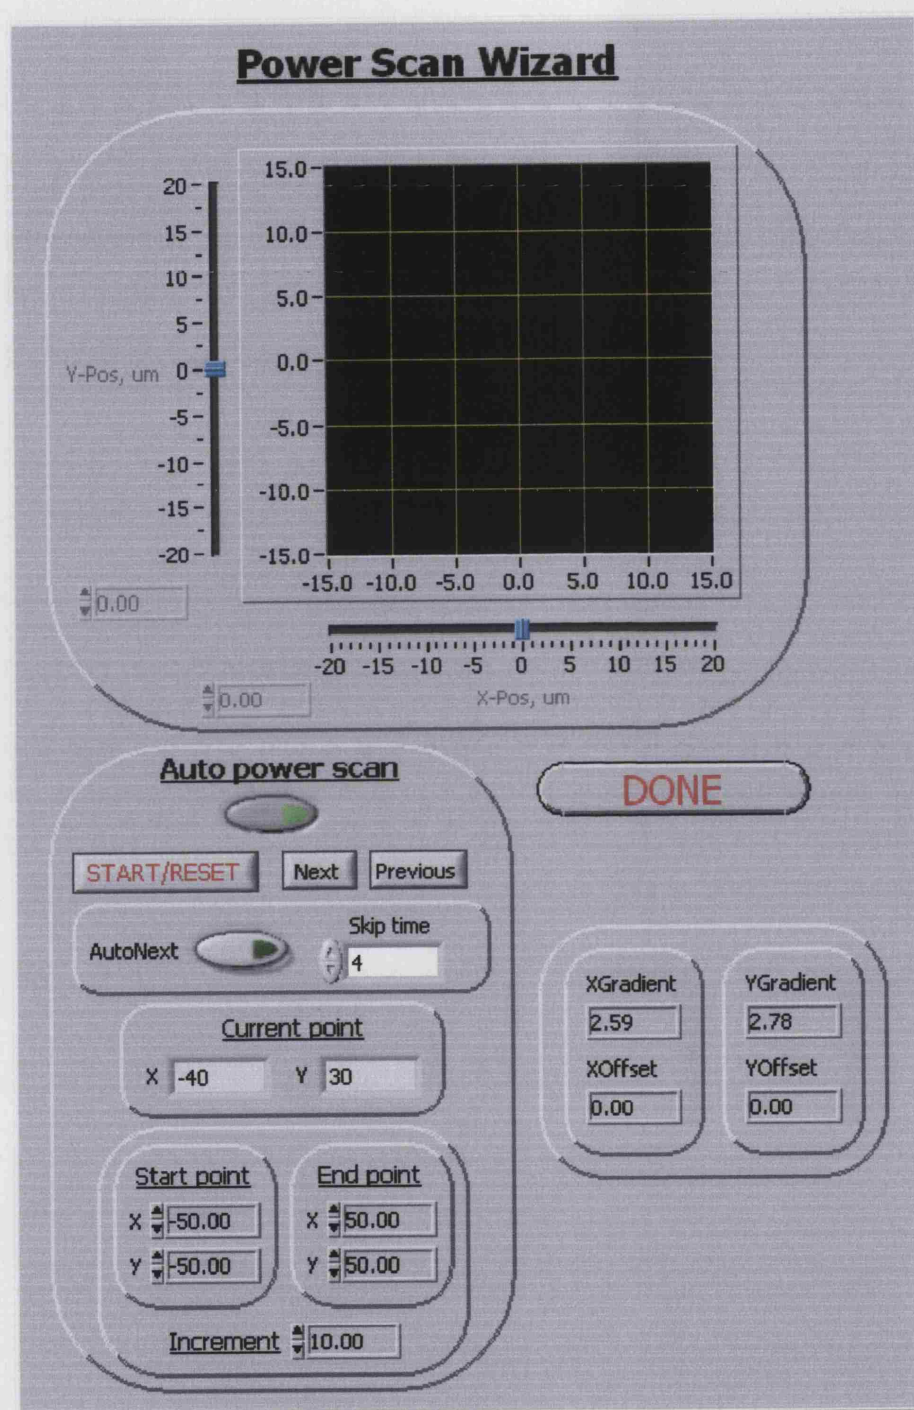 Power Scan Wizard
20
15
10
5
0
-5
-10
-15
-20
Y-Pos, um
0.00
15.0
10.0
5.0
0.0
-5.0
-10.0
-15.0
-15.0 -10.0 -5.0 0.0 5.0 10.0 15.0
-20 -15 -10 -5 0 5 10 15 20
0.00
X-Pos, um
Auto power scan
DONE
START/RESET Next Previous
AutoNext
Skip time
4
Current point
X -40 Y 30
Start point
X -50.00
Y -50.00
End point
X 50.00
Y 50.00
Increment 10.00
XGradient
2.59
XOffset
0.00
YGradient
2.78
YOffset
0.00